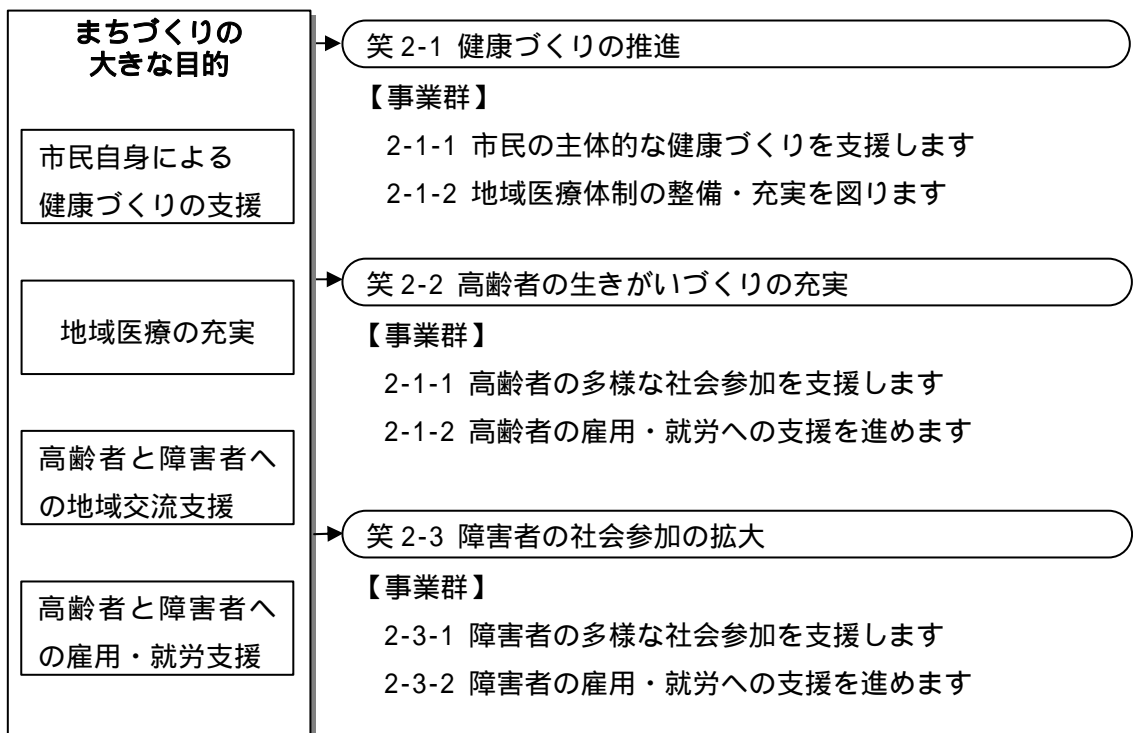 まちづくりの
大きな目的
市民自身による
健康づくりの支援
地域医療の充実
高齢者と障害者へ
の地域交流支援
高齢者と障害者へ
の雇用・就労支援
笑 2-1 健康づくりの推進
【事業群】
2-1-1 市民の主体的な健康づくりを支援します
2-1-2 地域医療体制の整備・充実を図ります
笑 2-2 高齢者の生きがいづくりの充実
【事業群】
2-1-1 高齢者の多様な社会参加を支援します
2-1-2 高齢者の雇用・就労への支援を進めます
笑 2-3 障害者の社会参加の拡大
【事業群】
2-3-1 障害者の多様な社会参加を支援します
2-3-2 障害者の雇用・就労への支援を進めます